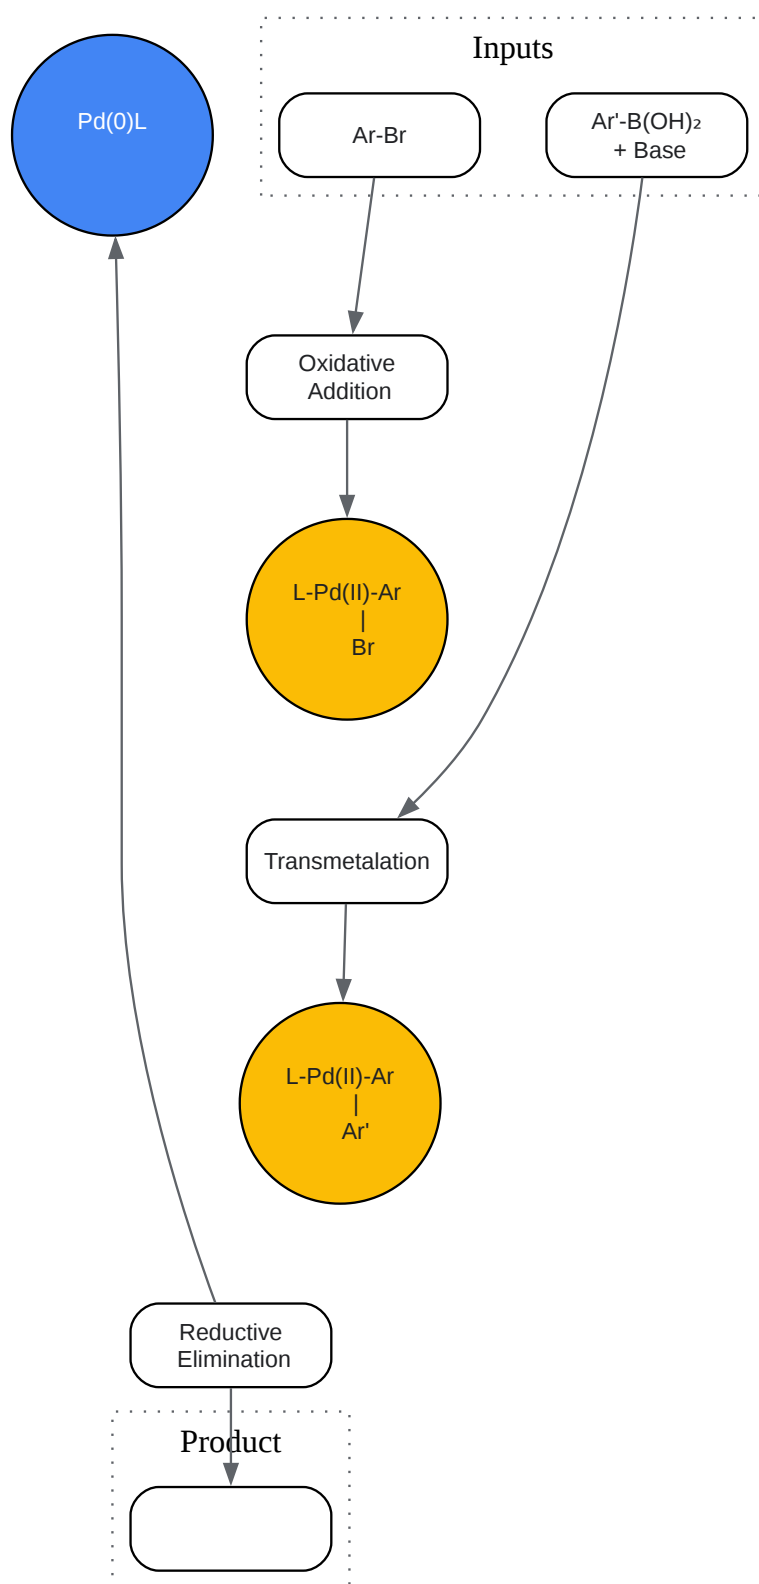 Inputs
Pd(0)L
Ar-Br
Ar'-B(OH)₂
+ Base
Oxidative
Addition
L-Pd(II)-Ar
|
Br
Transmetalation
L-Pd(II)-Ar
|
Ar'
Reductive
Elimination
Product